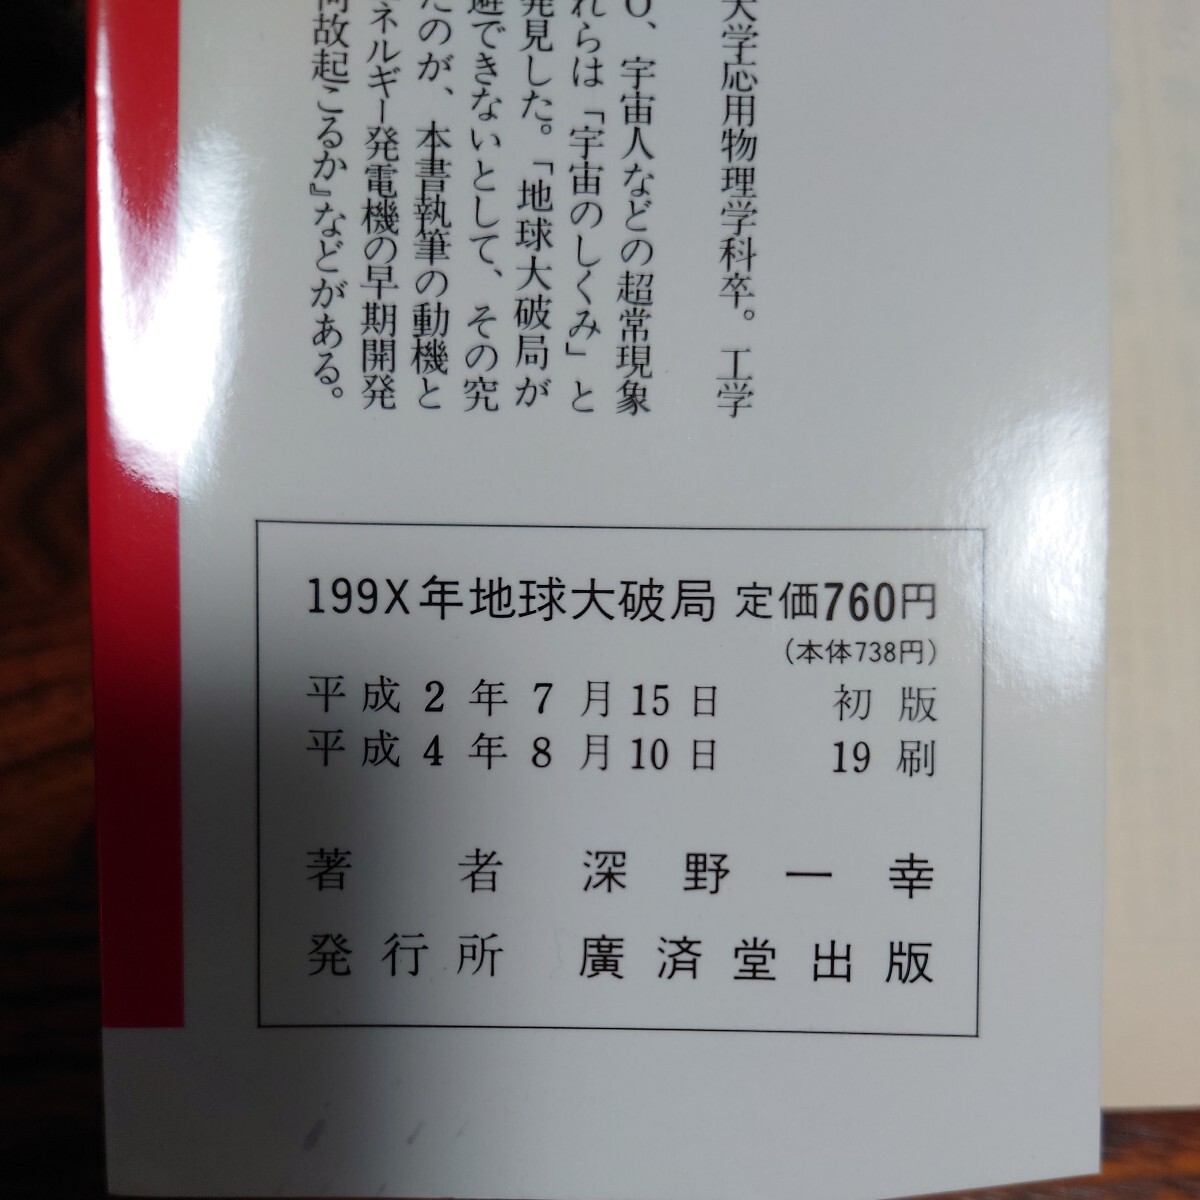 大学応用物理学科卒。工学
O、宇宙人などの超常現象
れらは「宇宙のしくみ」と
発見した。「地球大破局が
避できないとして、その究
たのが、本書執筆の動機と
ネルギー発電機の早期開発
何故起こるか』などがある。
199X年地球大破局 定価760円
(本体738円)
平成2年7月15日 初版
平成4年8月10日 19刷
著者 深野一幸
発行所 廣済堂出版